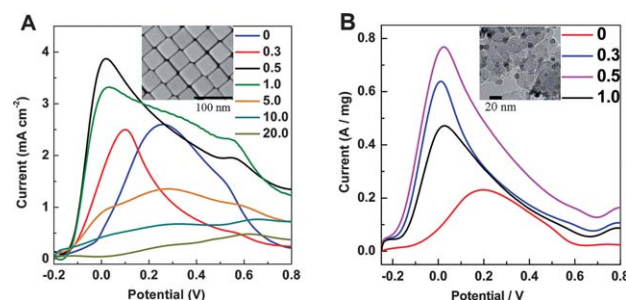 A
Current (mA cm⁻²)
4
3
2
1
0
-0.2 0.0 0.2 0.4 0.6 0.8
Potential (V)
100 nm
0
0.3
0.5
1.0
5.0
10.0
20.0
B
Current (A / mg)
0.8
0.6
0.4
0.2
0.0
-0.2 0.0 0.2 0.4 0.6 0.8
Potential / V
20 nm
0
0.3
0.5
1.0